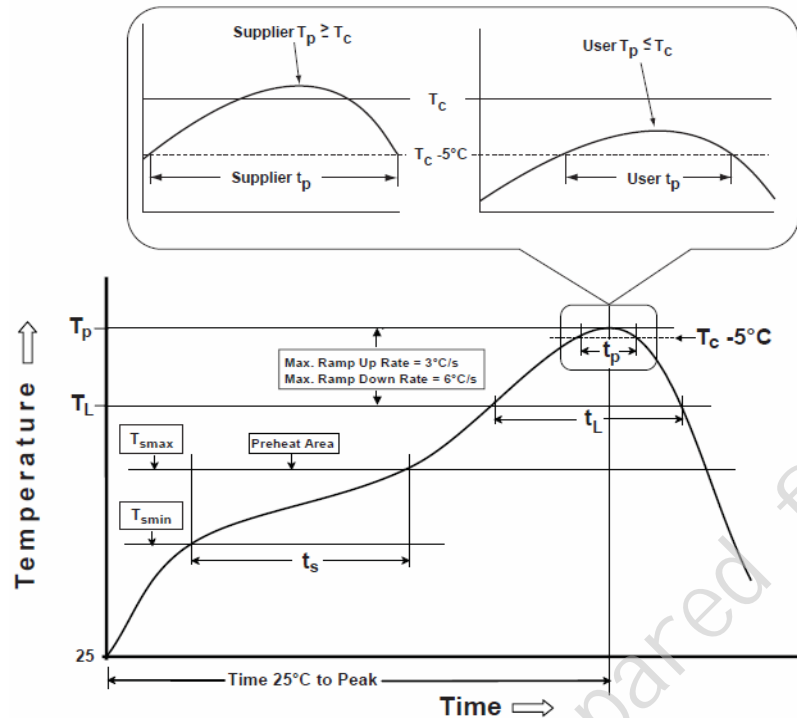 Supplier Tp ≥ Tc
User Tp ≤ Tc
Tc
Tc -5°C
Supplier tp
User tp
Tp
Tc -5°C
tp
Max. Ramp Up Rate = 3°C/s
Max. Ramp Down Rate = 6°C/s
TL
tL
Tsmax
Preheat Area
Tsmin
ts
Temperature
25
Time 25°C to Peak
Time
pared f